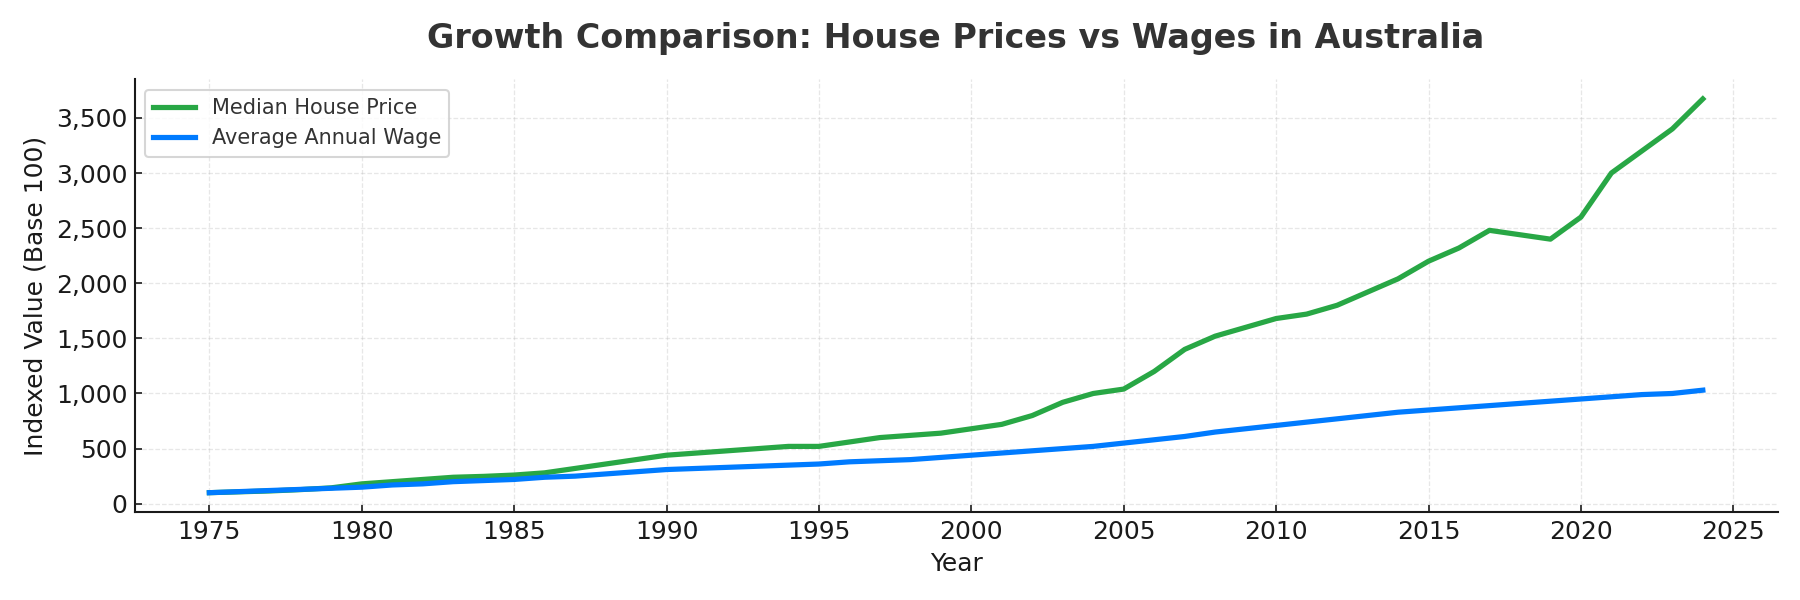 Growth Comparison: House Prices vs Wages in Australia
Median House Price
Average Annual Wage
Indexed Value (Base 100)
3,500
3,000
2,500
2,000
1,500
1,000
500
0
1975 1980 1985 1990 1995 2000 2005 2010 2015 2020 2025
Year